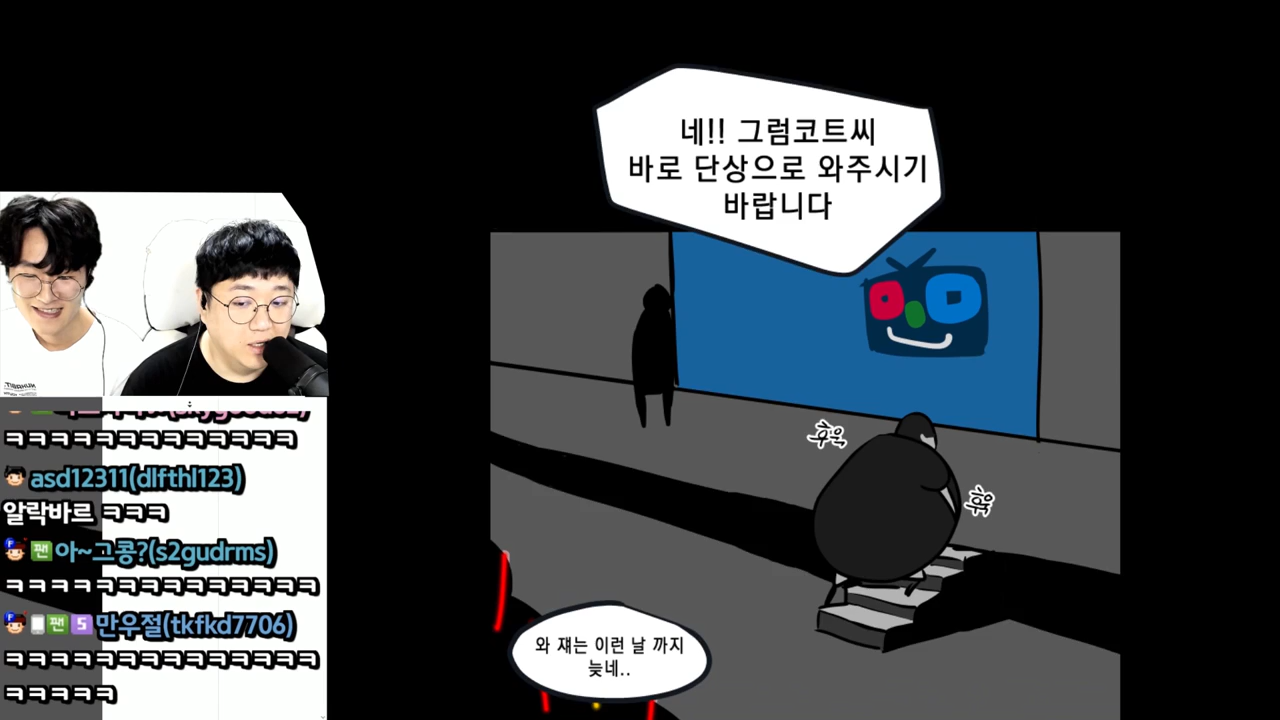 네!! 그럼코트씨
바로 단상으로 와주시기
바랍니다
후욱
후욱
와 쟤는 이런 날 까지
늦네..
ㅋㅋㅋㅋㅋㅋㅋㅋㅋㅋㅋㅋㅋ
asd12311(dlfthl123)
알락바르 ㅋㅋㅋ
팬 아~그콩?(s2gudrms)
ㅋㅋㅋㅋㅋㅋㅋㅋㅋㅋㅋㅋㅋㅋ
팬 5 만우절(tkfkd7706)
ㅋㅋㅋㅋㅋㅋㅋㅋㅋㅋㅋㅋㅋㅋ
ㅋㅋㅋㅋㅋ